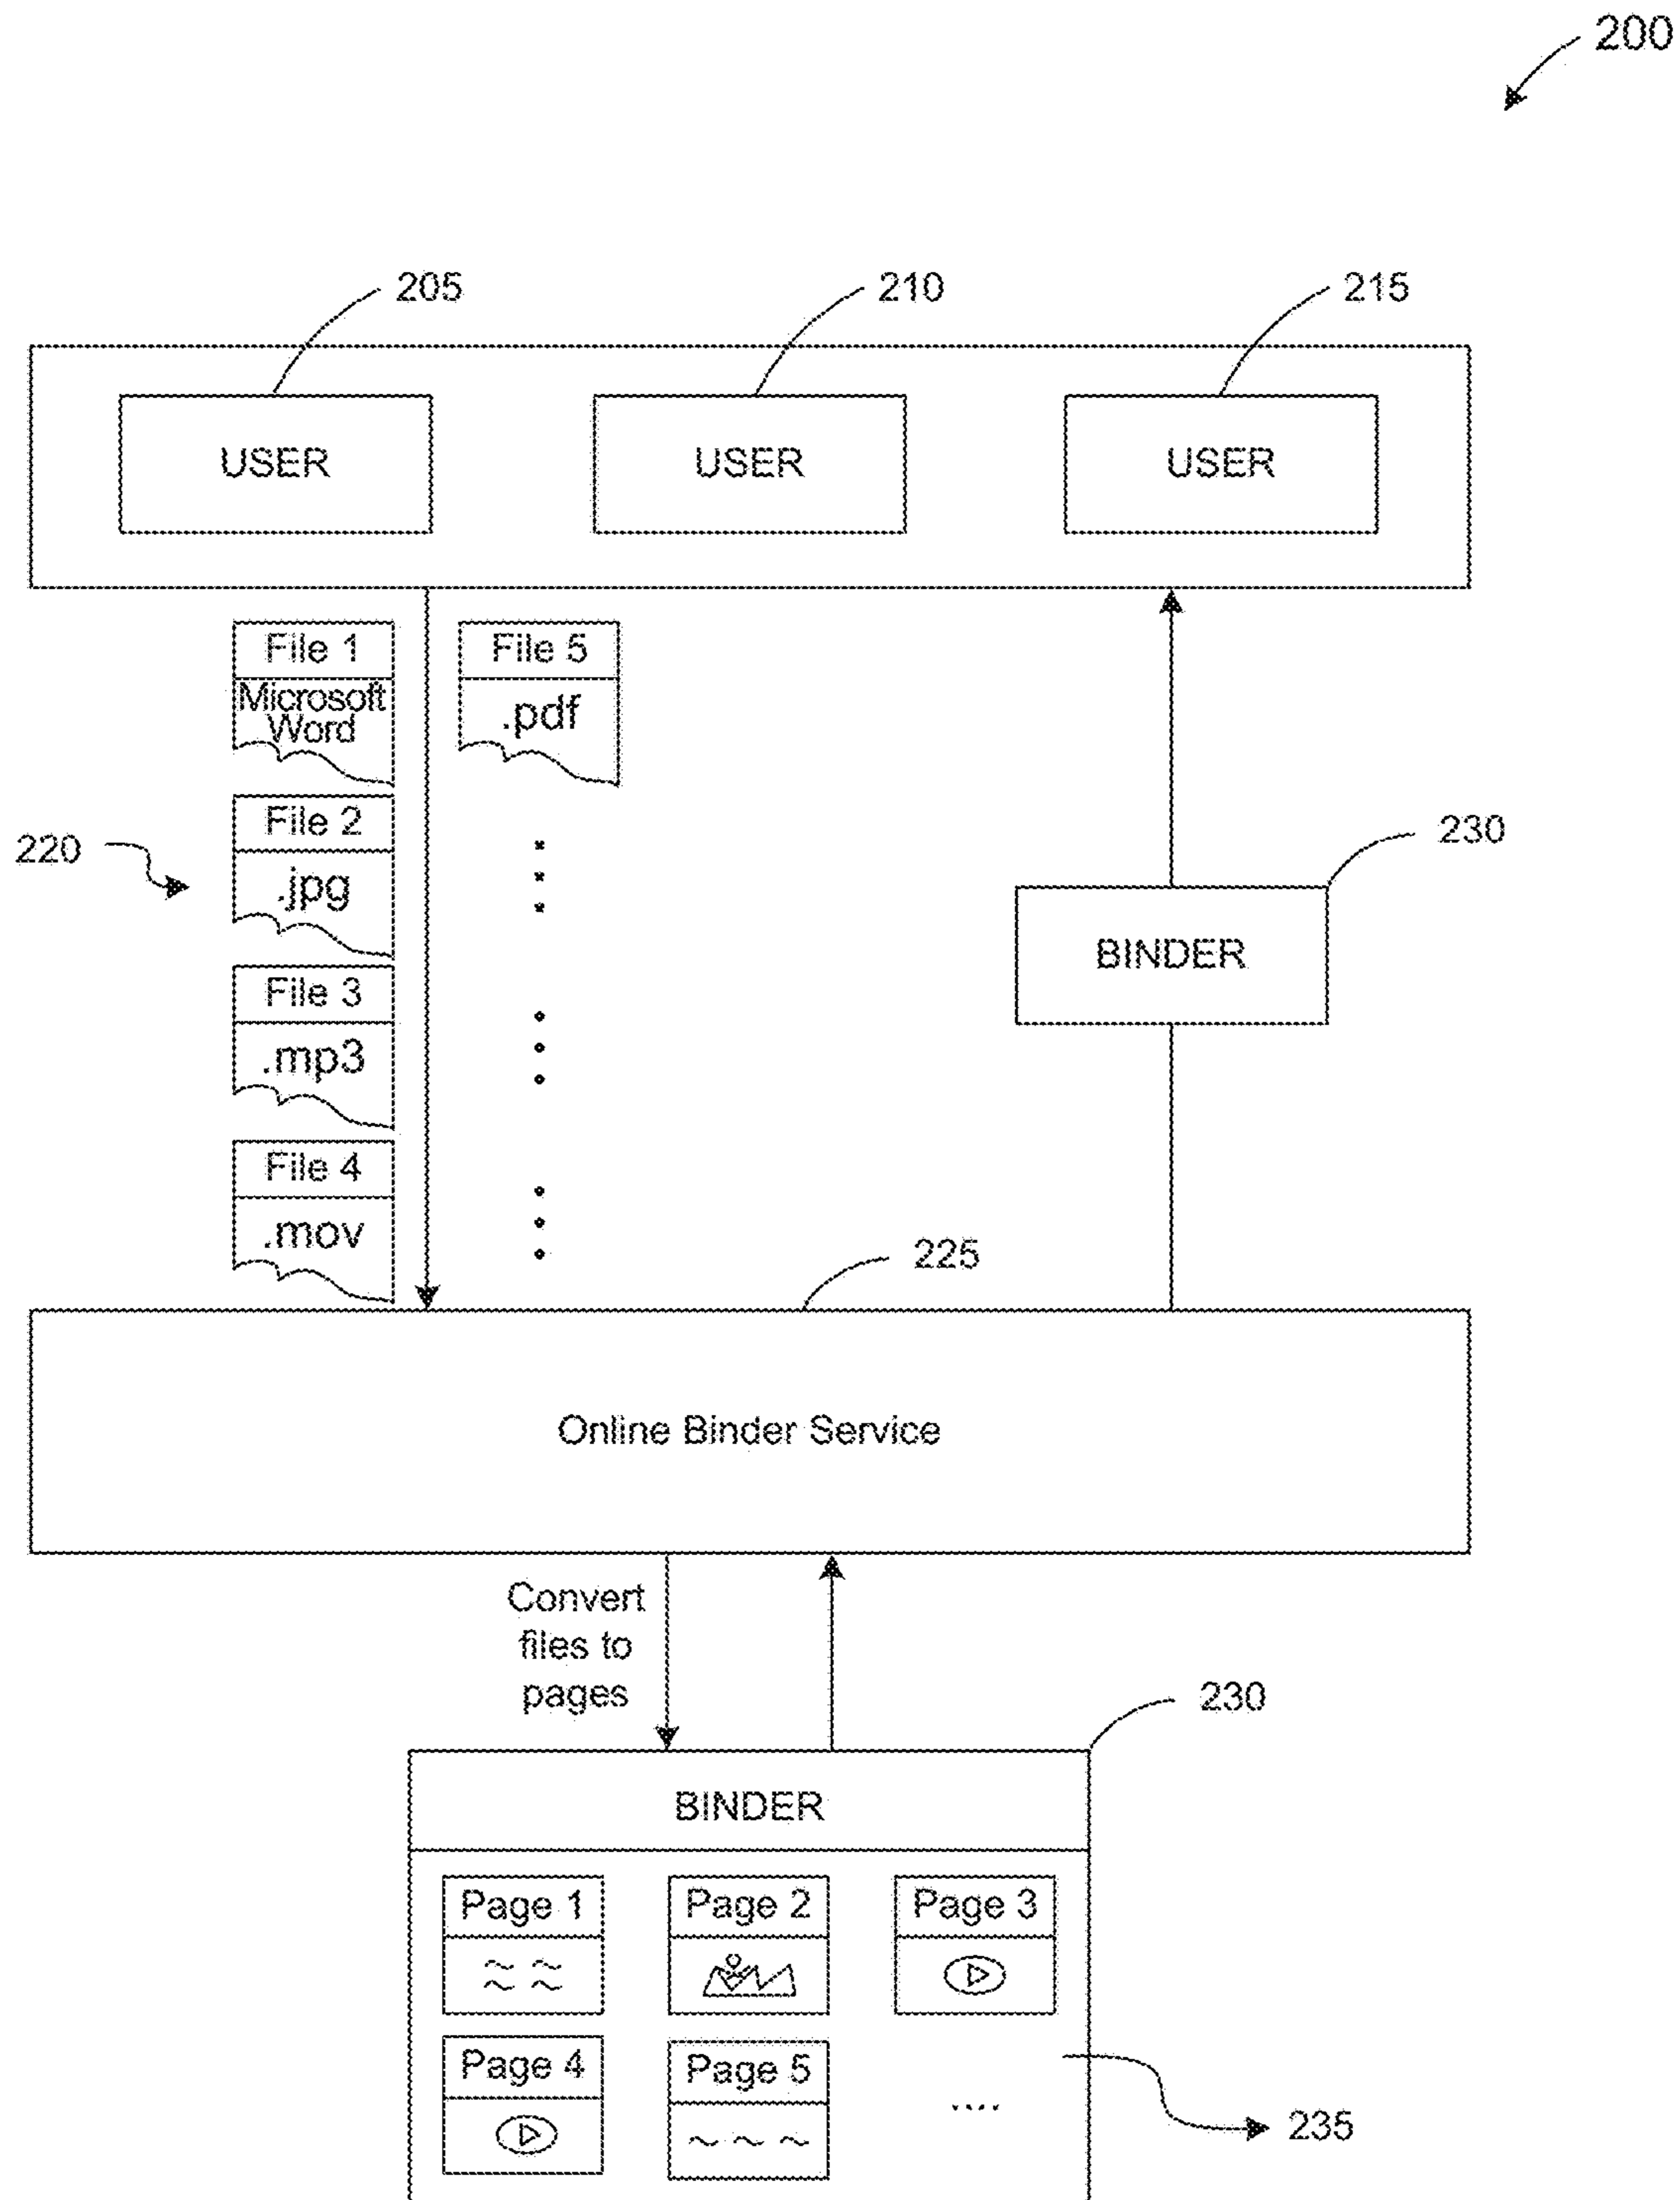 200
205
210
215
USER
USER
USER
File 1
Microsoft
Word
File 5
.pdf
220
File 2
.jpg
230
BINDER
File 3
.mp3
File 4
.mov
225
Online Binder Service
Convert
files to
pages
230
BINDER
Page 1
Page 2
Page 3
Page 4
Page 5
....
235